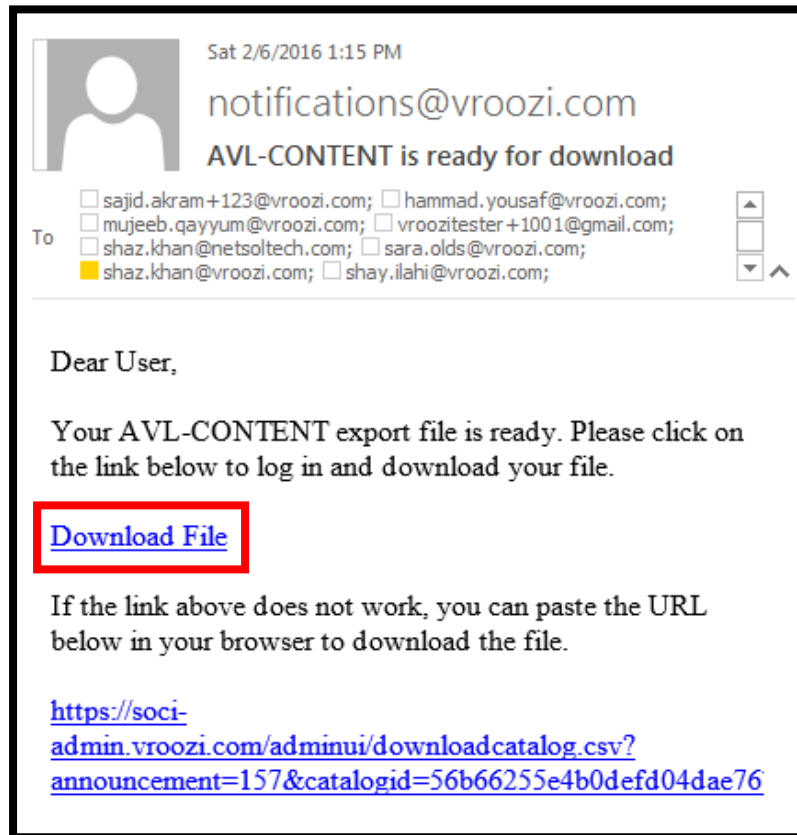 Sat 2/6/2016 1:15 PM
notifications@vroozi.com
AVL-CONTENT is ready for download
sajid.akram+123@vroozi.com; hammad.yousaf@vroozi.com;
mujeeb.qayyum@vroozi.com; vroozitester+1001@gmail.com;
To shaz.khan@netsoltech.com; sara.olds@vroozi.com;
shaz.khan@vroozi.com; shay.ilahi@vroozi.com;
Dear User,
Your AVL-CONTENT export file is ready. Please click on
the link below to log in and download your file.
Download File
If the link above does not work, you can paste the URL
below in your browser to download the file.
https://soci-
admin.vroozi.com/adminui/downloadcatalog.csv?
announcement=157&catalogid=56b66255e4b0defd04dae76